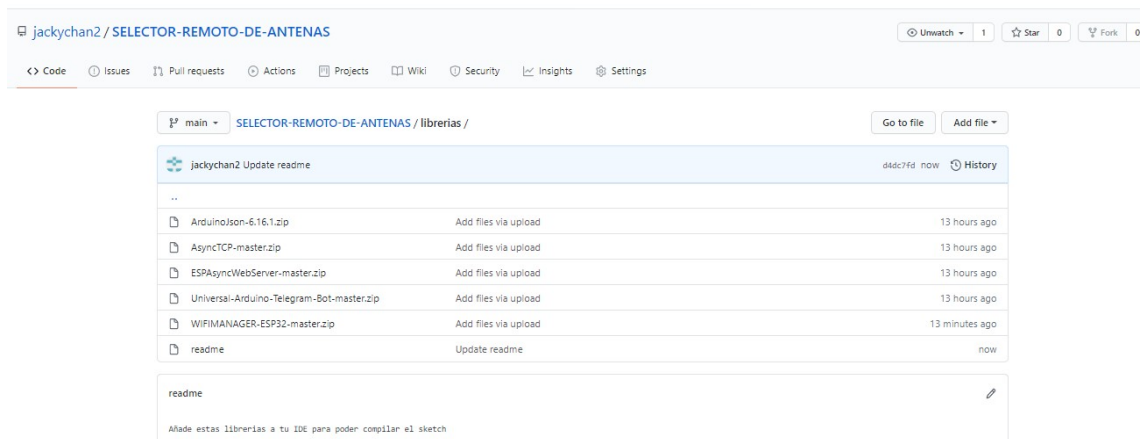 jackychan2 / SELECTOR-REMOTO-DE-ANTENAS Unwatch 1 Star 0 Fork 0
<> Code Issues Pull requests Actions Projects Wiki Security Insights Settings
main SELECTOR-REMOTO-DE-ANTENAS / librerias / Go to file Add file
jackychan2 Update readme d4dc7fd now History
..
ArduinoJson-6.16.1.zip Add files via upload 13 hours ago
AsyncTCP-master.zip Add files via upload 13 hours ago
ESPAsyncWebServer-master.zip Add files via upload 13 hours ago
Universal-Arduino-Telegram-Bot-master.zip Add files via upload 13 hours ago
WIFIMANAGER-ESP32-master.zip Add files via upload 13 minutes ago
readme Update readme now
readme
Añade estas librerias a tu IDE para poder compilar el sketch